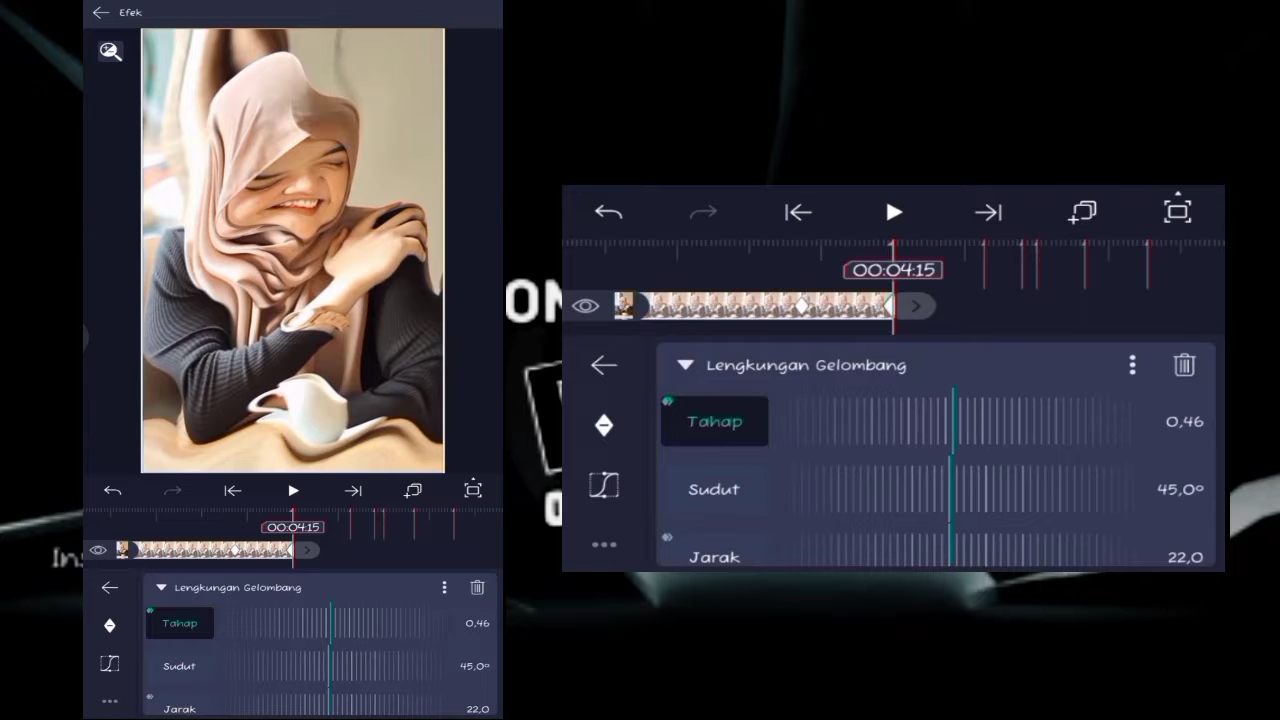 Efek
00:04:15
Lengkungan Gelombang
Tahap
0,46
Sudut
45,0°
Jarak
22,0
ON
00:04:15
Lengkungan Gelombang
Tahap
0,46
Sudut
45,0°
Jarak
22,0